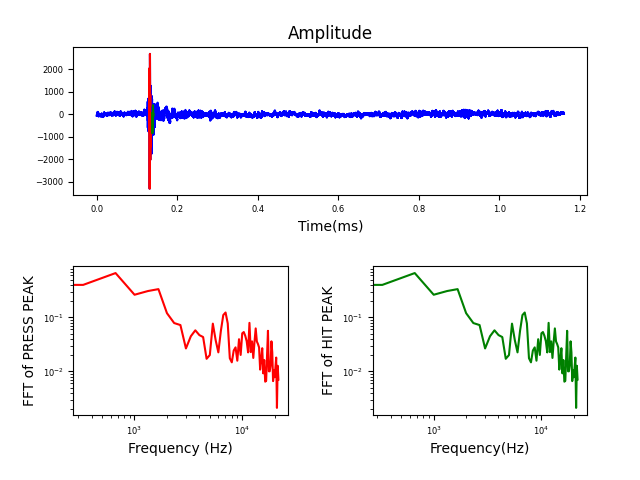 Amplitude
2000
1000
0
−1000
−2000
−3000
0.0 0.2 0.4 0.6 0.8 1.0 1.2
Time(ms)
FFT of PRESS PEAK
10⁻¹
10⁻²
10³ 10⁴
Frequency (Hz)
FFT of HIT PEAK
10⁻¹
10⁻²
10³ 10⁴
Frequency(Hz)